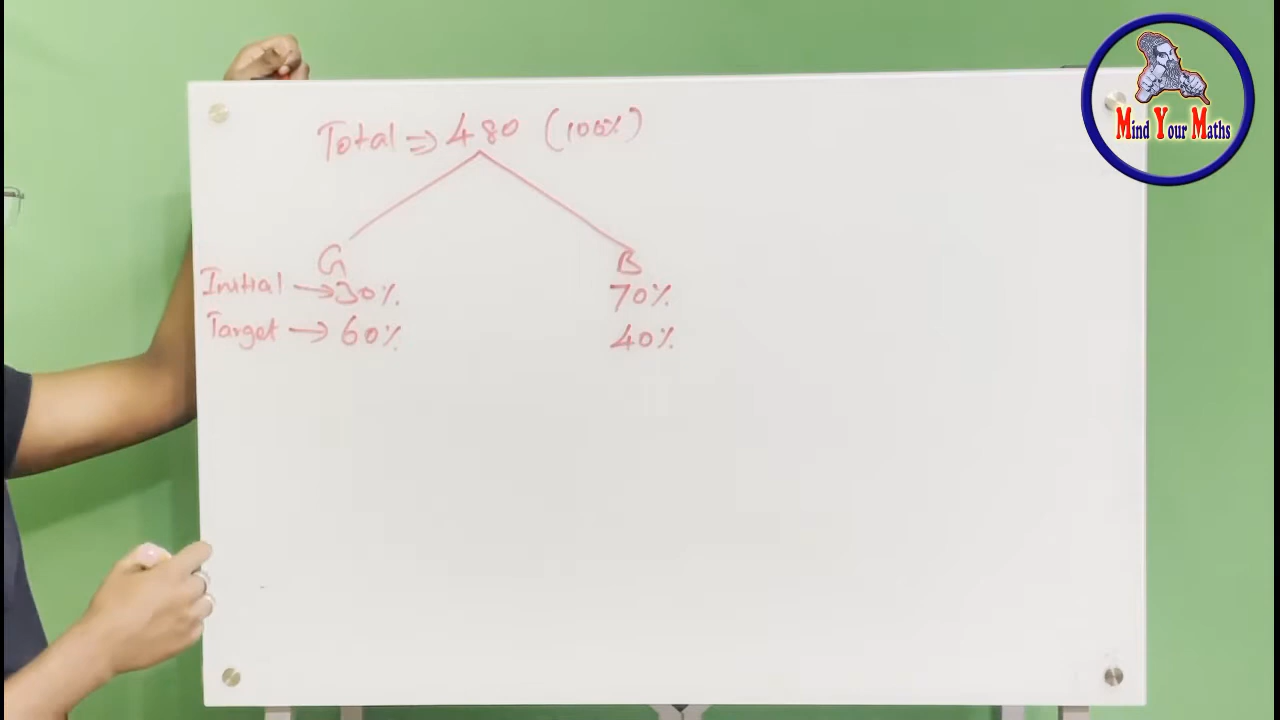 Total ⇒ 480 (100%)
G B
Initial → 30% 70%
Target → 60% 40%
Mind Your Maths